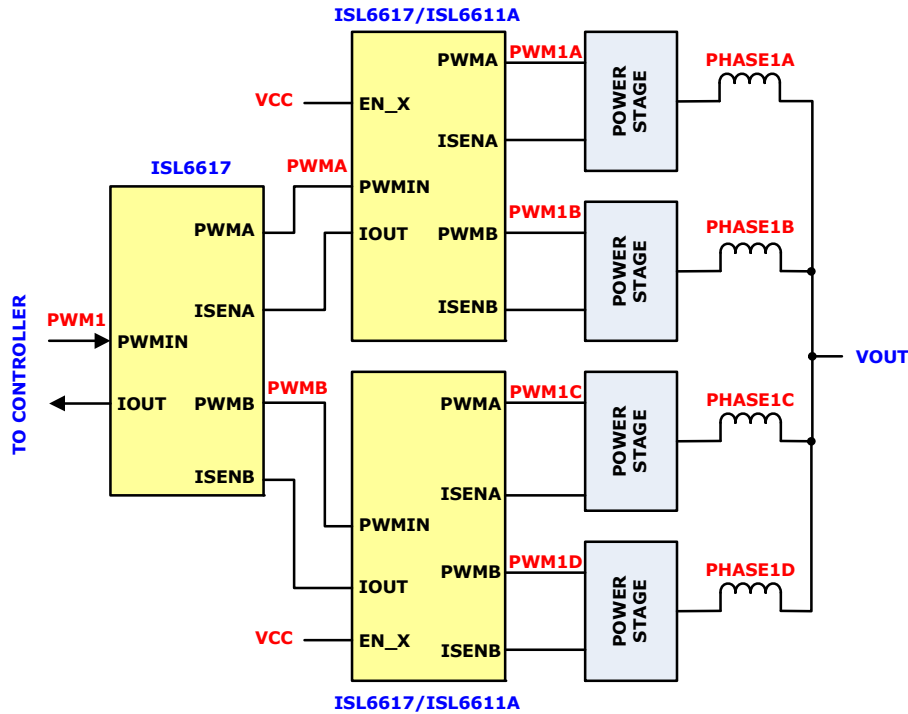 ISL6617/ISL6611A
PWMA
PWM1A
PHASE1A
VCC
EN_X
POWER
STAGE
ISENA
ISL6617
PWMA
PWMIN
PWM1B
PHASE1B
PWMA
IOUT
PWMB
POWER
STAGE
ISENA
ISENB
TO CONTROLLER
PWM1
PWMIN
VOUT
IOUT
PWMB
PWMB
PWMA
PWM1C
PHASE1C
POWER
STAGE
ISENB
ISENA
PWMIN
PWMB
PWM1D
PHASE1D
IOUT
POWER
STAGE
VCC
EN_X
ISENB
ISL6617/ISL6611A